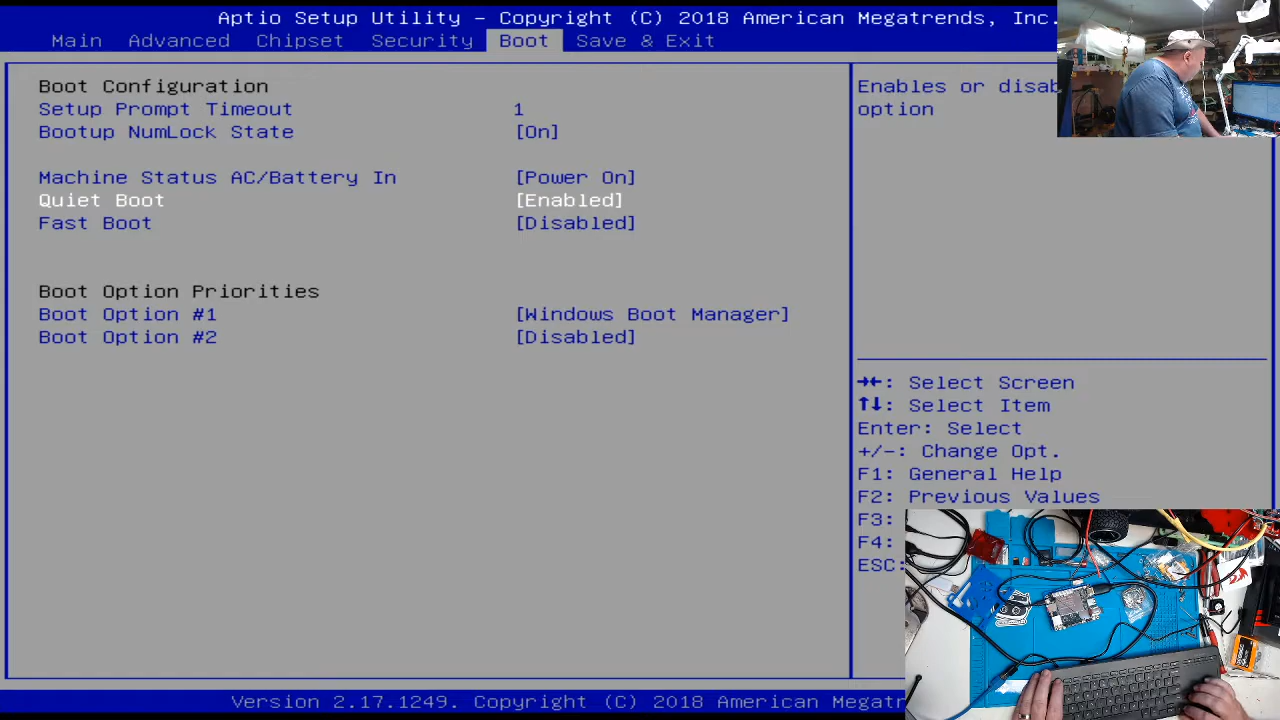 Aptio Setup Utility – Copyright (C) 2018 American Megatrends, Inc.
Main Advanced Chipset Security Boot Save & Exit
Boot Configuration
Setup Prompt Timeout 1
Bootup NumLock State [On]
Machine Status AC/Battery In [Power On]
Quiet Boot [Enabled]
Fast Boot [Disabled]
Boot Option Priorities
Boot Option #1 [Windows Boot Manager]
Boot Option #2 [Disabled]
Enables or
option
→←: Select Screen
↑↓: Select Item
Enter: Select
+/-: Change Opt.
F1: General Help
F2: Previous Values
F3:
F4:
ESC:
Version 2.17.1249. Copyright (C) 2018 American